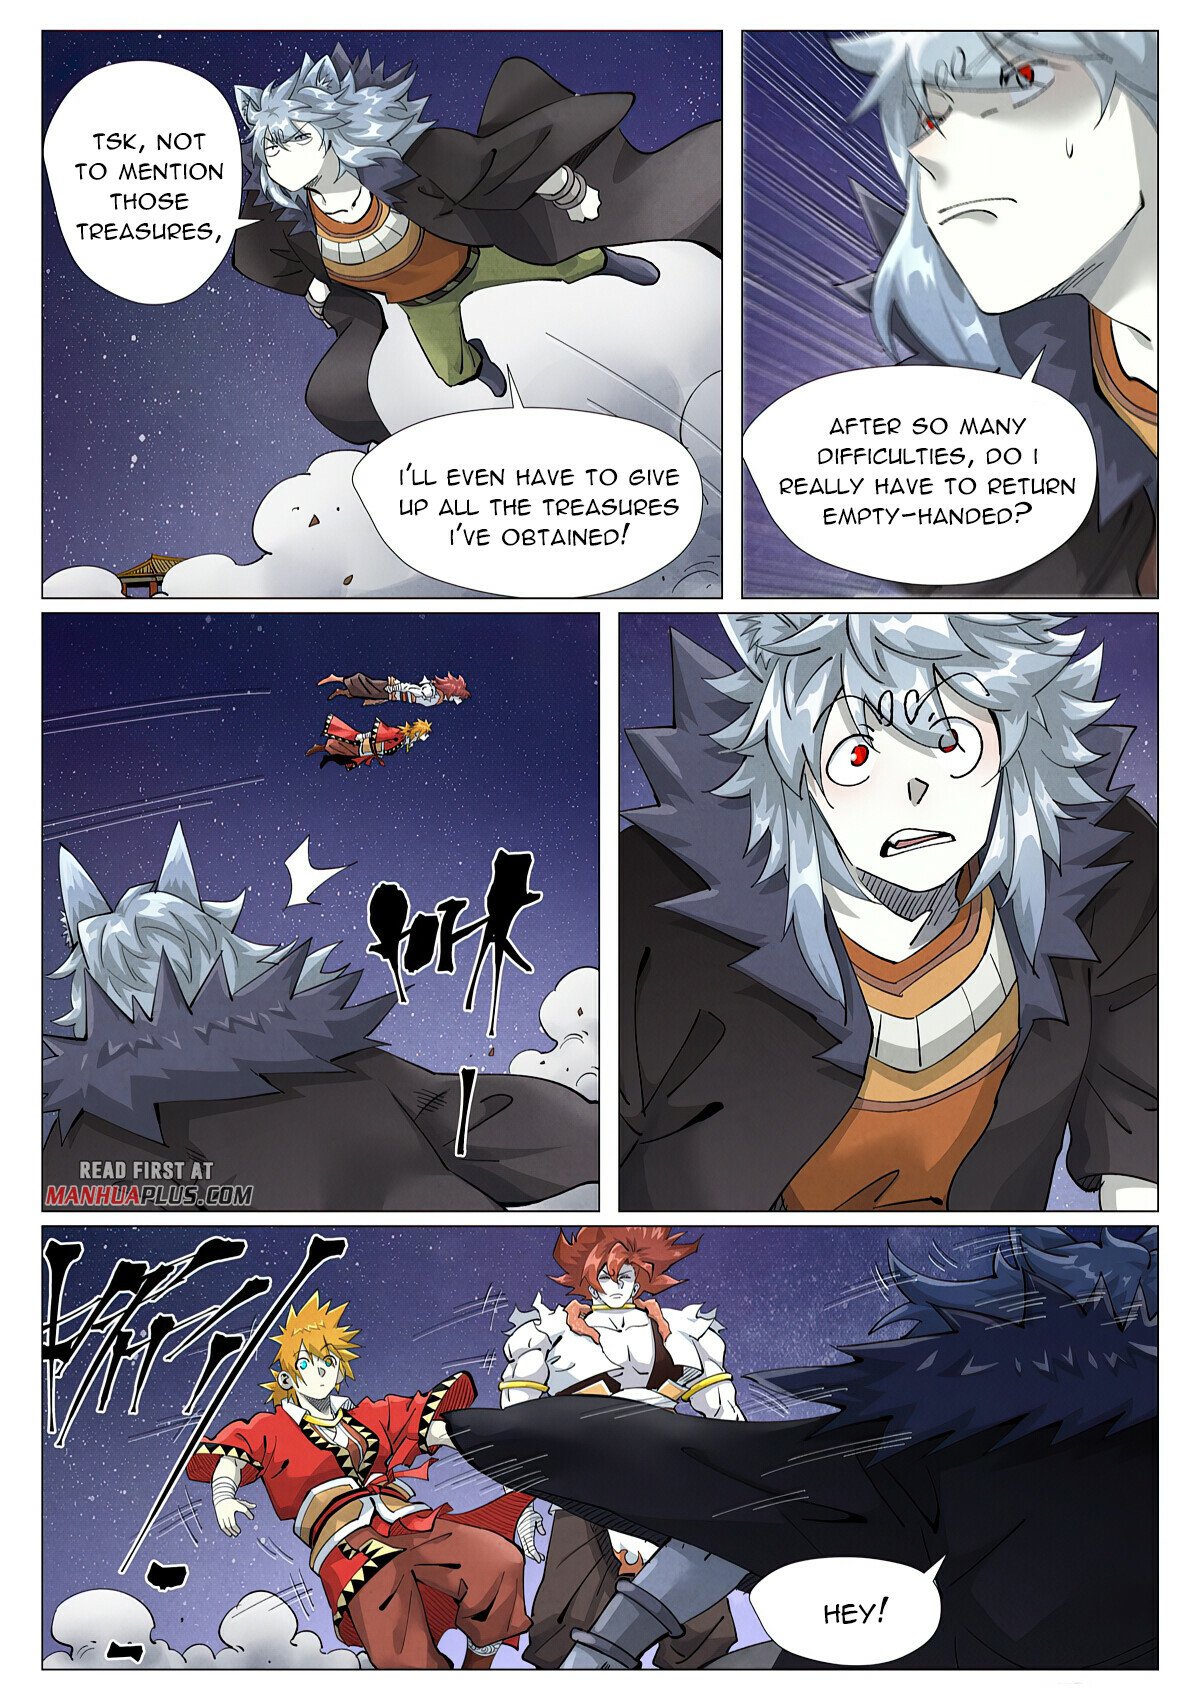 TSK, NOT
TO MENTION
THOSE
TREASURES,
I'LL EVEN HAVE TO GIVE
UP ALL THE TREASURES
I'VE OBTAINED!
AFTER SO MANY
DIFFICULTIES, DO I
REALLY HAVE TO RETURN
EMPTY-HANDED?
READ FIRST AT
MANHUAPLUS.COM
HEY!